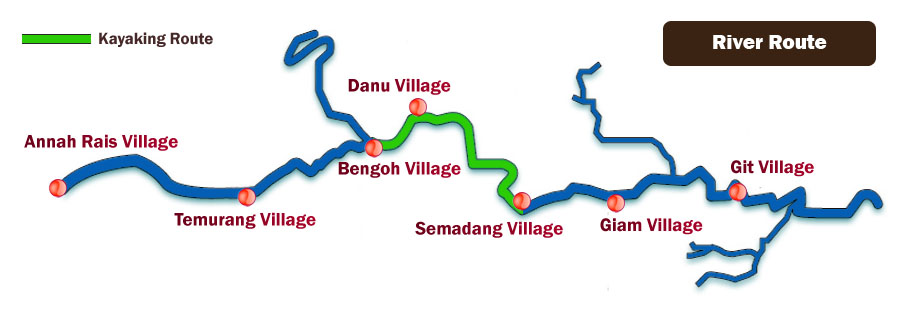 Kayaking Route
River Route
Danu Village
Annah Rais Village
Bengoh Village
Git Village
Temurang Village
Semadang Village
Giam Village